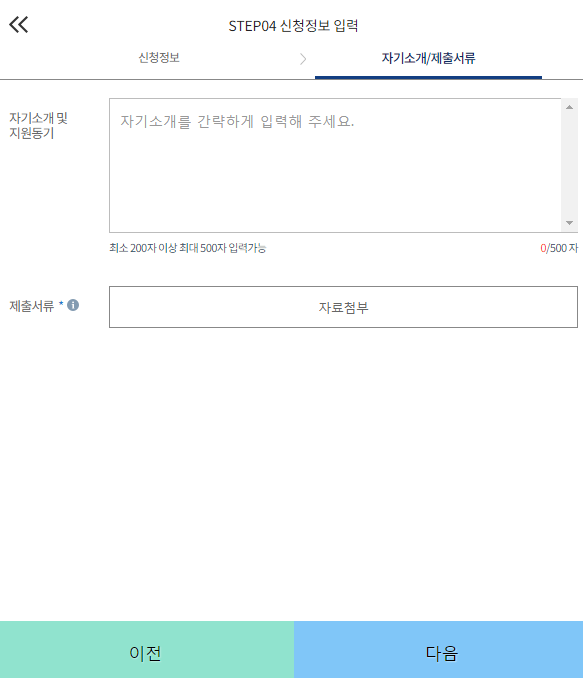 STEP04 신청정보 입력
신청정보
자기소개/제출서류
자기소개 및
지원동기
자기소개를 간략하게 입력해 주세요.
최소 200자 이상 최대 500자 입력가능
0/500 자
제출서류 *
자료첨부
이전
다음